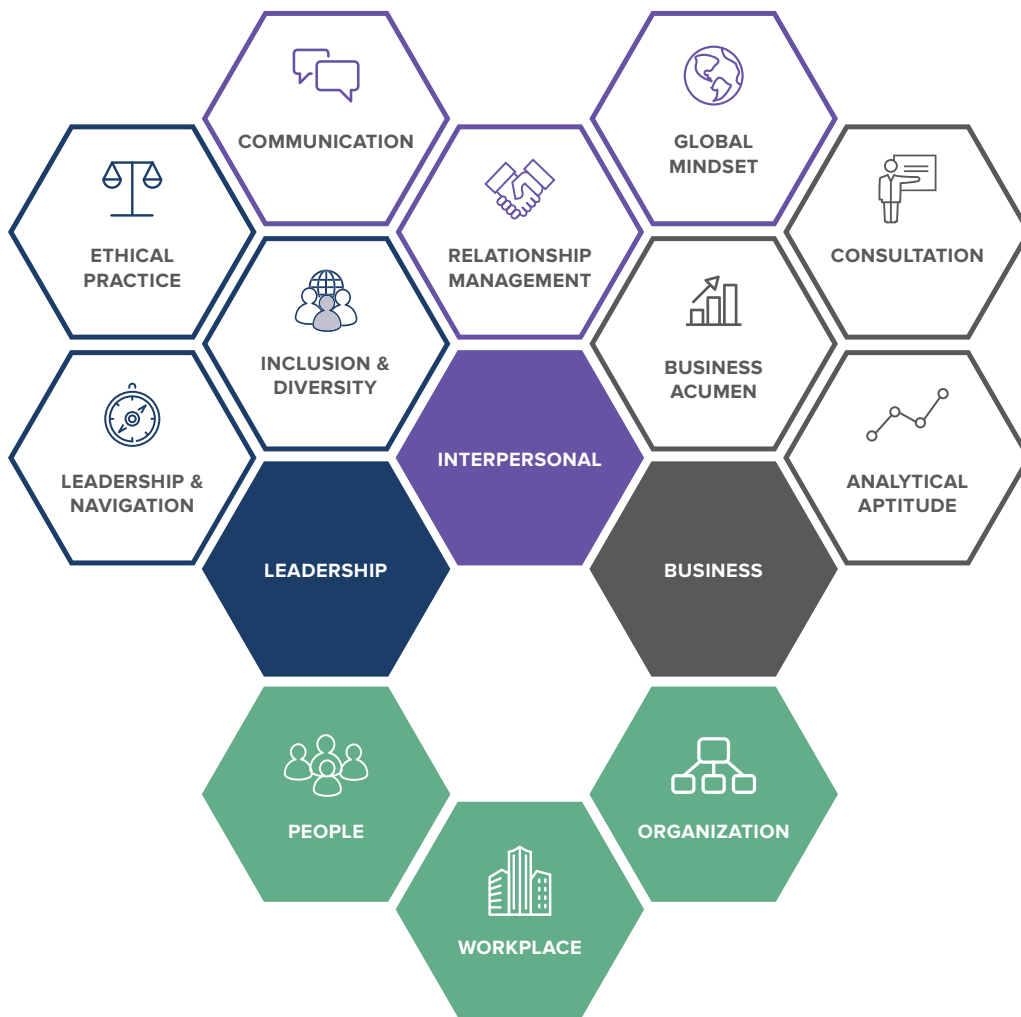 COMMUNICATION
GLOBAL
MINDSET
ETHICAL
PRACTICE
RELATIONSHIP
MANAGEMENT
CONSULTATION
INCLUSION &
DIVERSITY
BUSINESS
ACUMEN
LEADERSHIP &
NAVIGATION
INTERPERSONAL
ANALYTICAL
APTITUDE
LEADERSHIP
BUSINESS
PEOPLE
ORGANIZATION
WORKPLACE